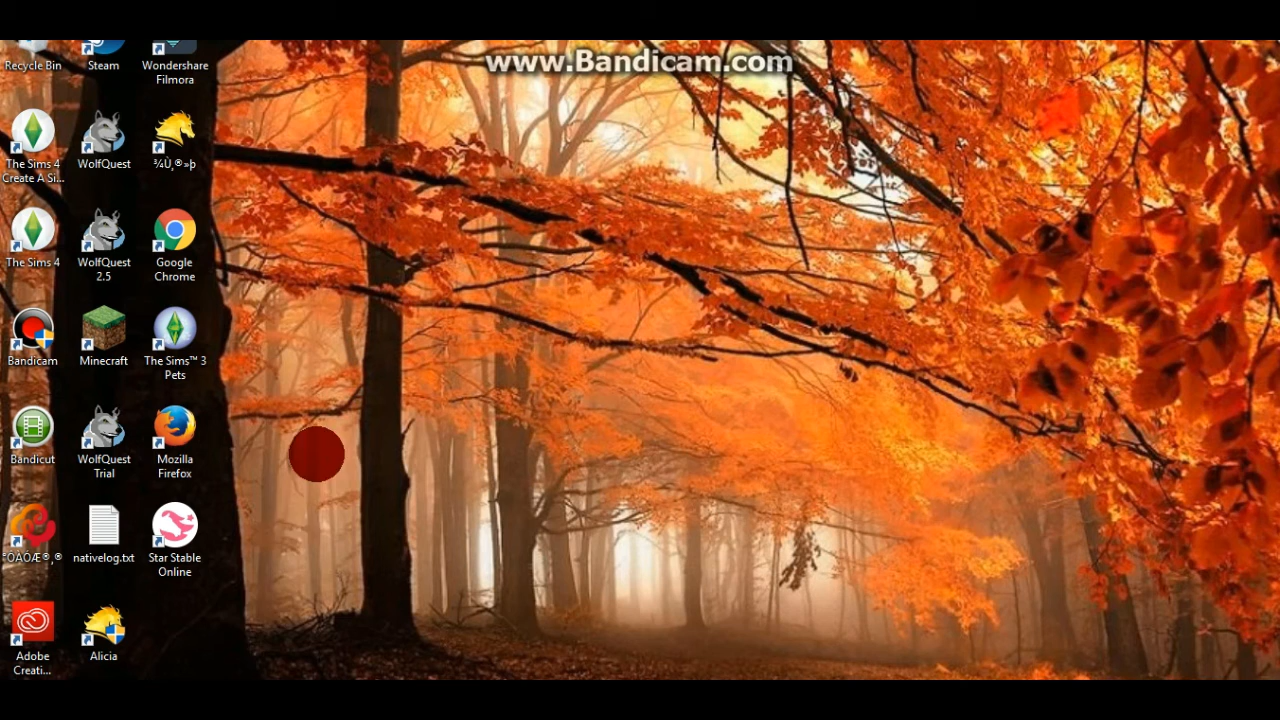 www.Bandicam.com
Recycle Bin
Steam
Wondershare
Filmora
The Sims 4
Create A Si...
WolfQuest
¾Ù¸®»þ
The Sims 4
WolfQuest
2.5
Google
Chrome
Bandicam
Minecraft
The Sims™ 3
Pets
Bandicut
WolfQuest
Trial
Mozilla
Firefox
nativelog.txt
Star Stable
Online
Adobe
Creati...
Alicia